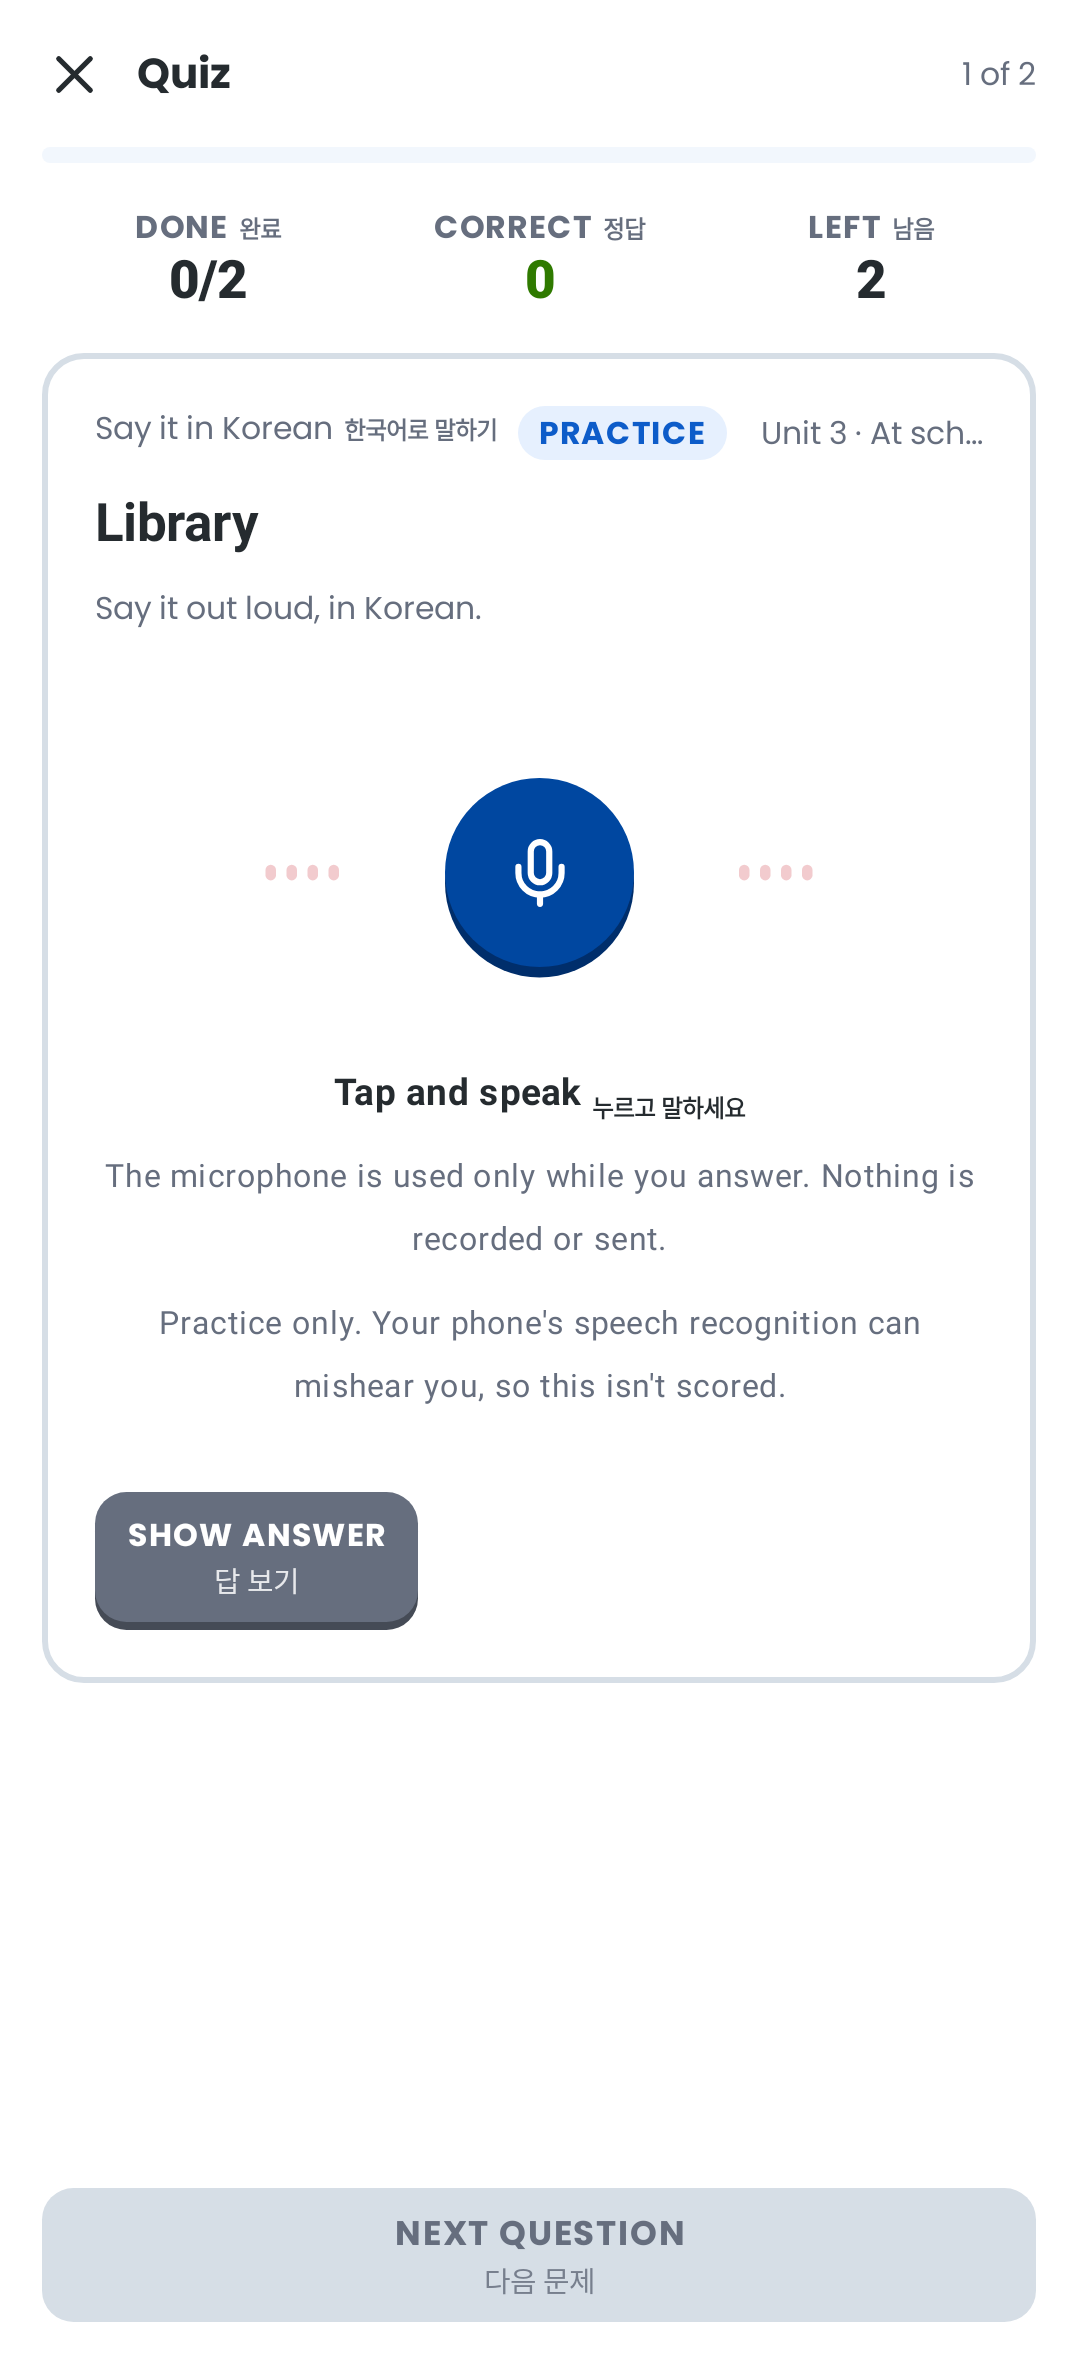 Quiz
1 of 2
DONE 완료
CORRECT 정답
LEFT 남음
0/2
0
2
Say it in Korean 한국어로 말하기
PRACTICE
Unit 3 · At sch...
Library
Say it out loud, in Korean.
Tap and speak 누르고 말하세요
The microphone is used only while you answer. Nothing is
recorded or sent.
Practice only. Your phone's speech recognition can
mishear you, so this isn't scored.
SHOW ANSWER
답 보기
NEXT QUESTION
다음 문제